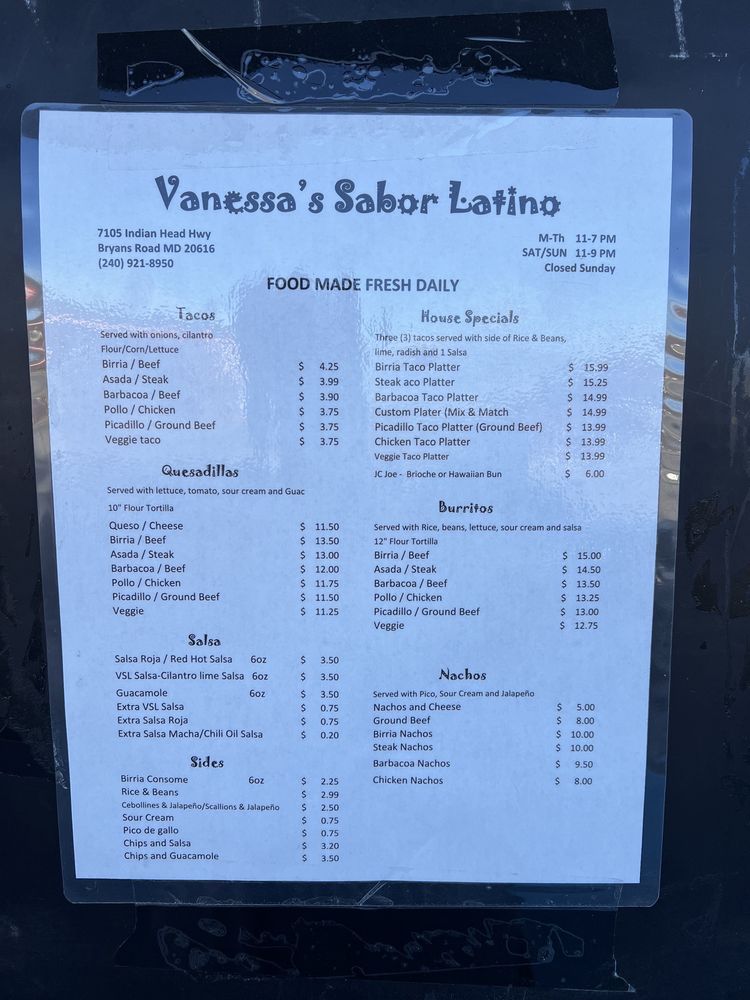 Vanessa's Sabor Latino
7105 Indian Head Hwy
Bryans Road MD 20616
(240) 921-8950
M-Th 11-7 PM
SAT/SUN 11-9 PM
Closed Sunday
FOOD MADE FRESH DAILY
Tacos
Served with onions, cilantro
Flour/Corn/Lettuce
Birria / Beef $ 4.25
Asada / Steak $ 3.99
Barbacoa / Beef $ 3.90
Pollo / Chicken $ 3.75
Picadillo / Ground Beef $ 3.75
Veggie taco $ 3.75
Quesadillas
Served with lettuce, tomato, sour cream and Guac
10" Flour Tortilla
Queso / Cheese $ 11.50
Birria / Beef $ 13.50
Asada / Steak $ 13.00
Barbacoa / Beef $ 12.00
Pollo / Chicken $ 11.75
Picadillo / Ground Beef $ 11.50
Veggie $ 11.25
Salsa
Salsa Roja / Red Hot Salsa 6oz $ 3.50
VSL Salsa-Cilantro lime Salsa 6oz $ 3.50
Guacamole 6oz $ 3.50
Extra VSL Salsa $ 0.75
Extra Salsa Roja $ 0.75
Extra Salsa Macha/Chili Oil Salsa $ 0.20
Sides
Birria Consome 6oz $ 2.25
Rice & Beans $ 2.99
Cebollines & Jalapeño/Scallions & Jalapeño $ 2.50
Sour Cream $ 0.75
Pico de gallo $ 0.75
Chips and Salsa $ 3.20
Chips and Guacamole $ 3.50
House Specials
Three (3) tacos served with side of Rice & Beans,
lime, radish and 1 Salsa
Birria Taco Platter $ 15.99
Steak aco Platter $ 15.25
Barbacoa Taco Platter $ 14.99
Custom Plater (Mix & Match $ 14.99
Picadillo Taco Platter (Ground Beef) $ 13.99
Chicken Taco Platter $ 13.99
Veggie Taco Platter $ 13.99
JC Joe - Brioche or Hawaiian Bun $ 6.00
Burritos
Served with Rice, beans, lettuce, sour cream and salsa
12" Flour Tortilla
Birria / Beef $ 15.00
Asada / Steak $ 14.50
Barbacoa / Beef $ 13.50
Pollo / Chicken $ 13.25
Picadillo / Ground Beef $ 13.00
Veggie $ 12.75
Nachos
Served with Pico, Sour Cream and Jalapeño
Nachos and Cheese $ 5.00
Ground Beef $ 8.00
Birria Nachos $ 10.00
Steak Nachos $ 10.00
Barbacoa Nachos $ 9.50
Chicken Nachos $ 8.00